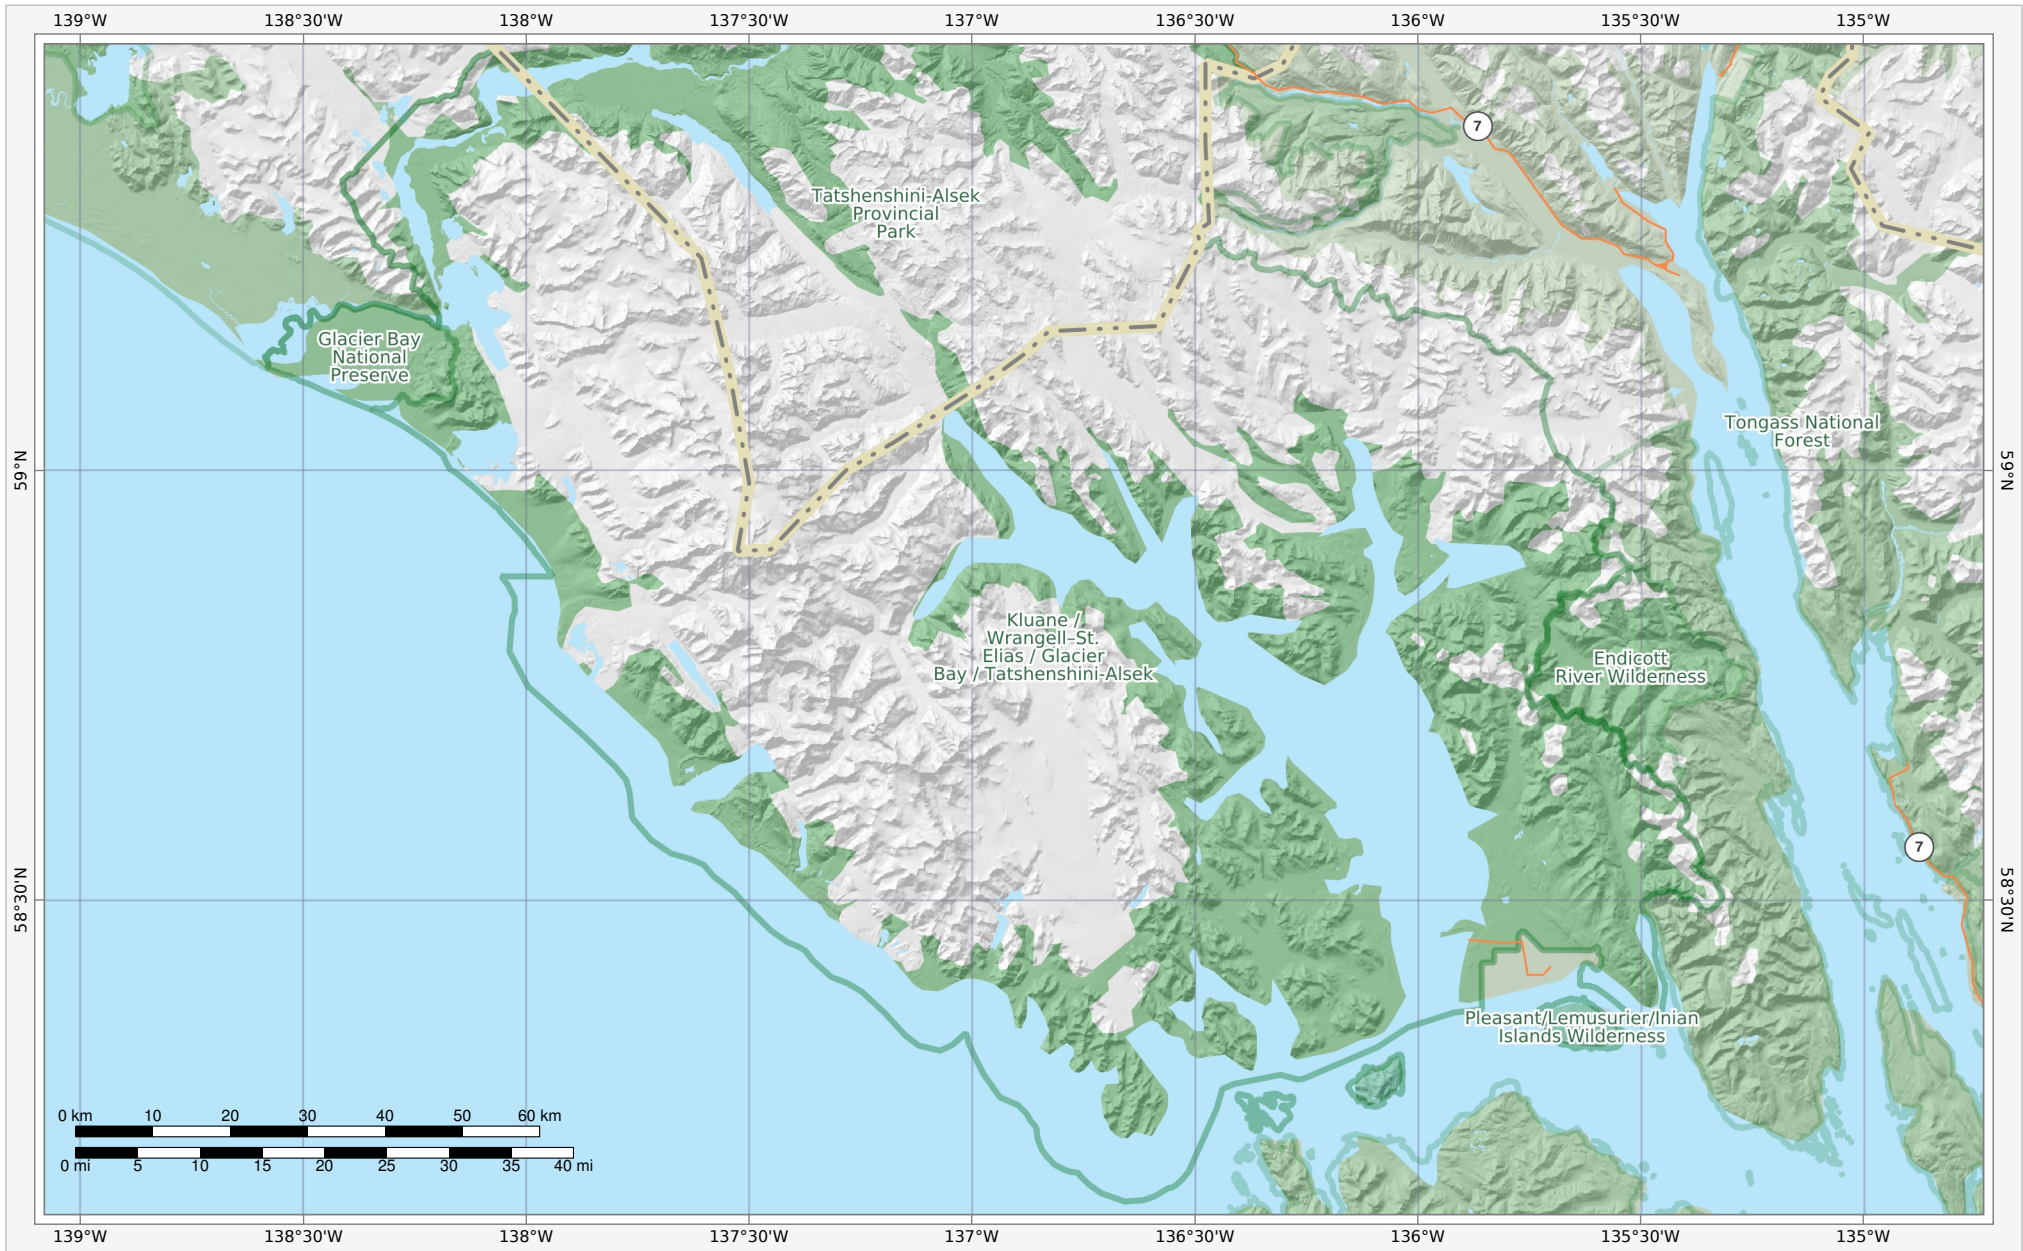 139°W 138°30'W 138°W 137°30'W 137°W 136°30'W 136°W 135°30'W 135°W
7
Tatshenshini-Alsek
Provincial
Park
Glacier Bay
National
Preserve
Tongass National
Forest
59°N 59°N
Kluane /
Wrangell-St.
Elias / Glacier
Bay / Tatshenshini-Alsek
Endicott
River Wilderness
7
58°30'N 58°30'N
Pleasant/Lemusurier/Inian
Islands Wilderness
0 km 10 20 30 40 50 60 km
0 mi 5 10 15 20 25 30 35 40 mi
139°W 138°30'W 138°W 137°30'W 137°W 136°30'W 136°W 135°30'W 135°W